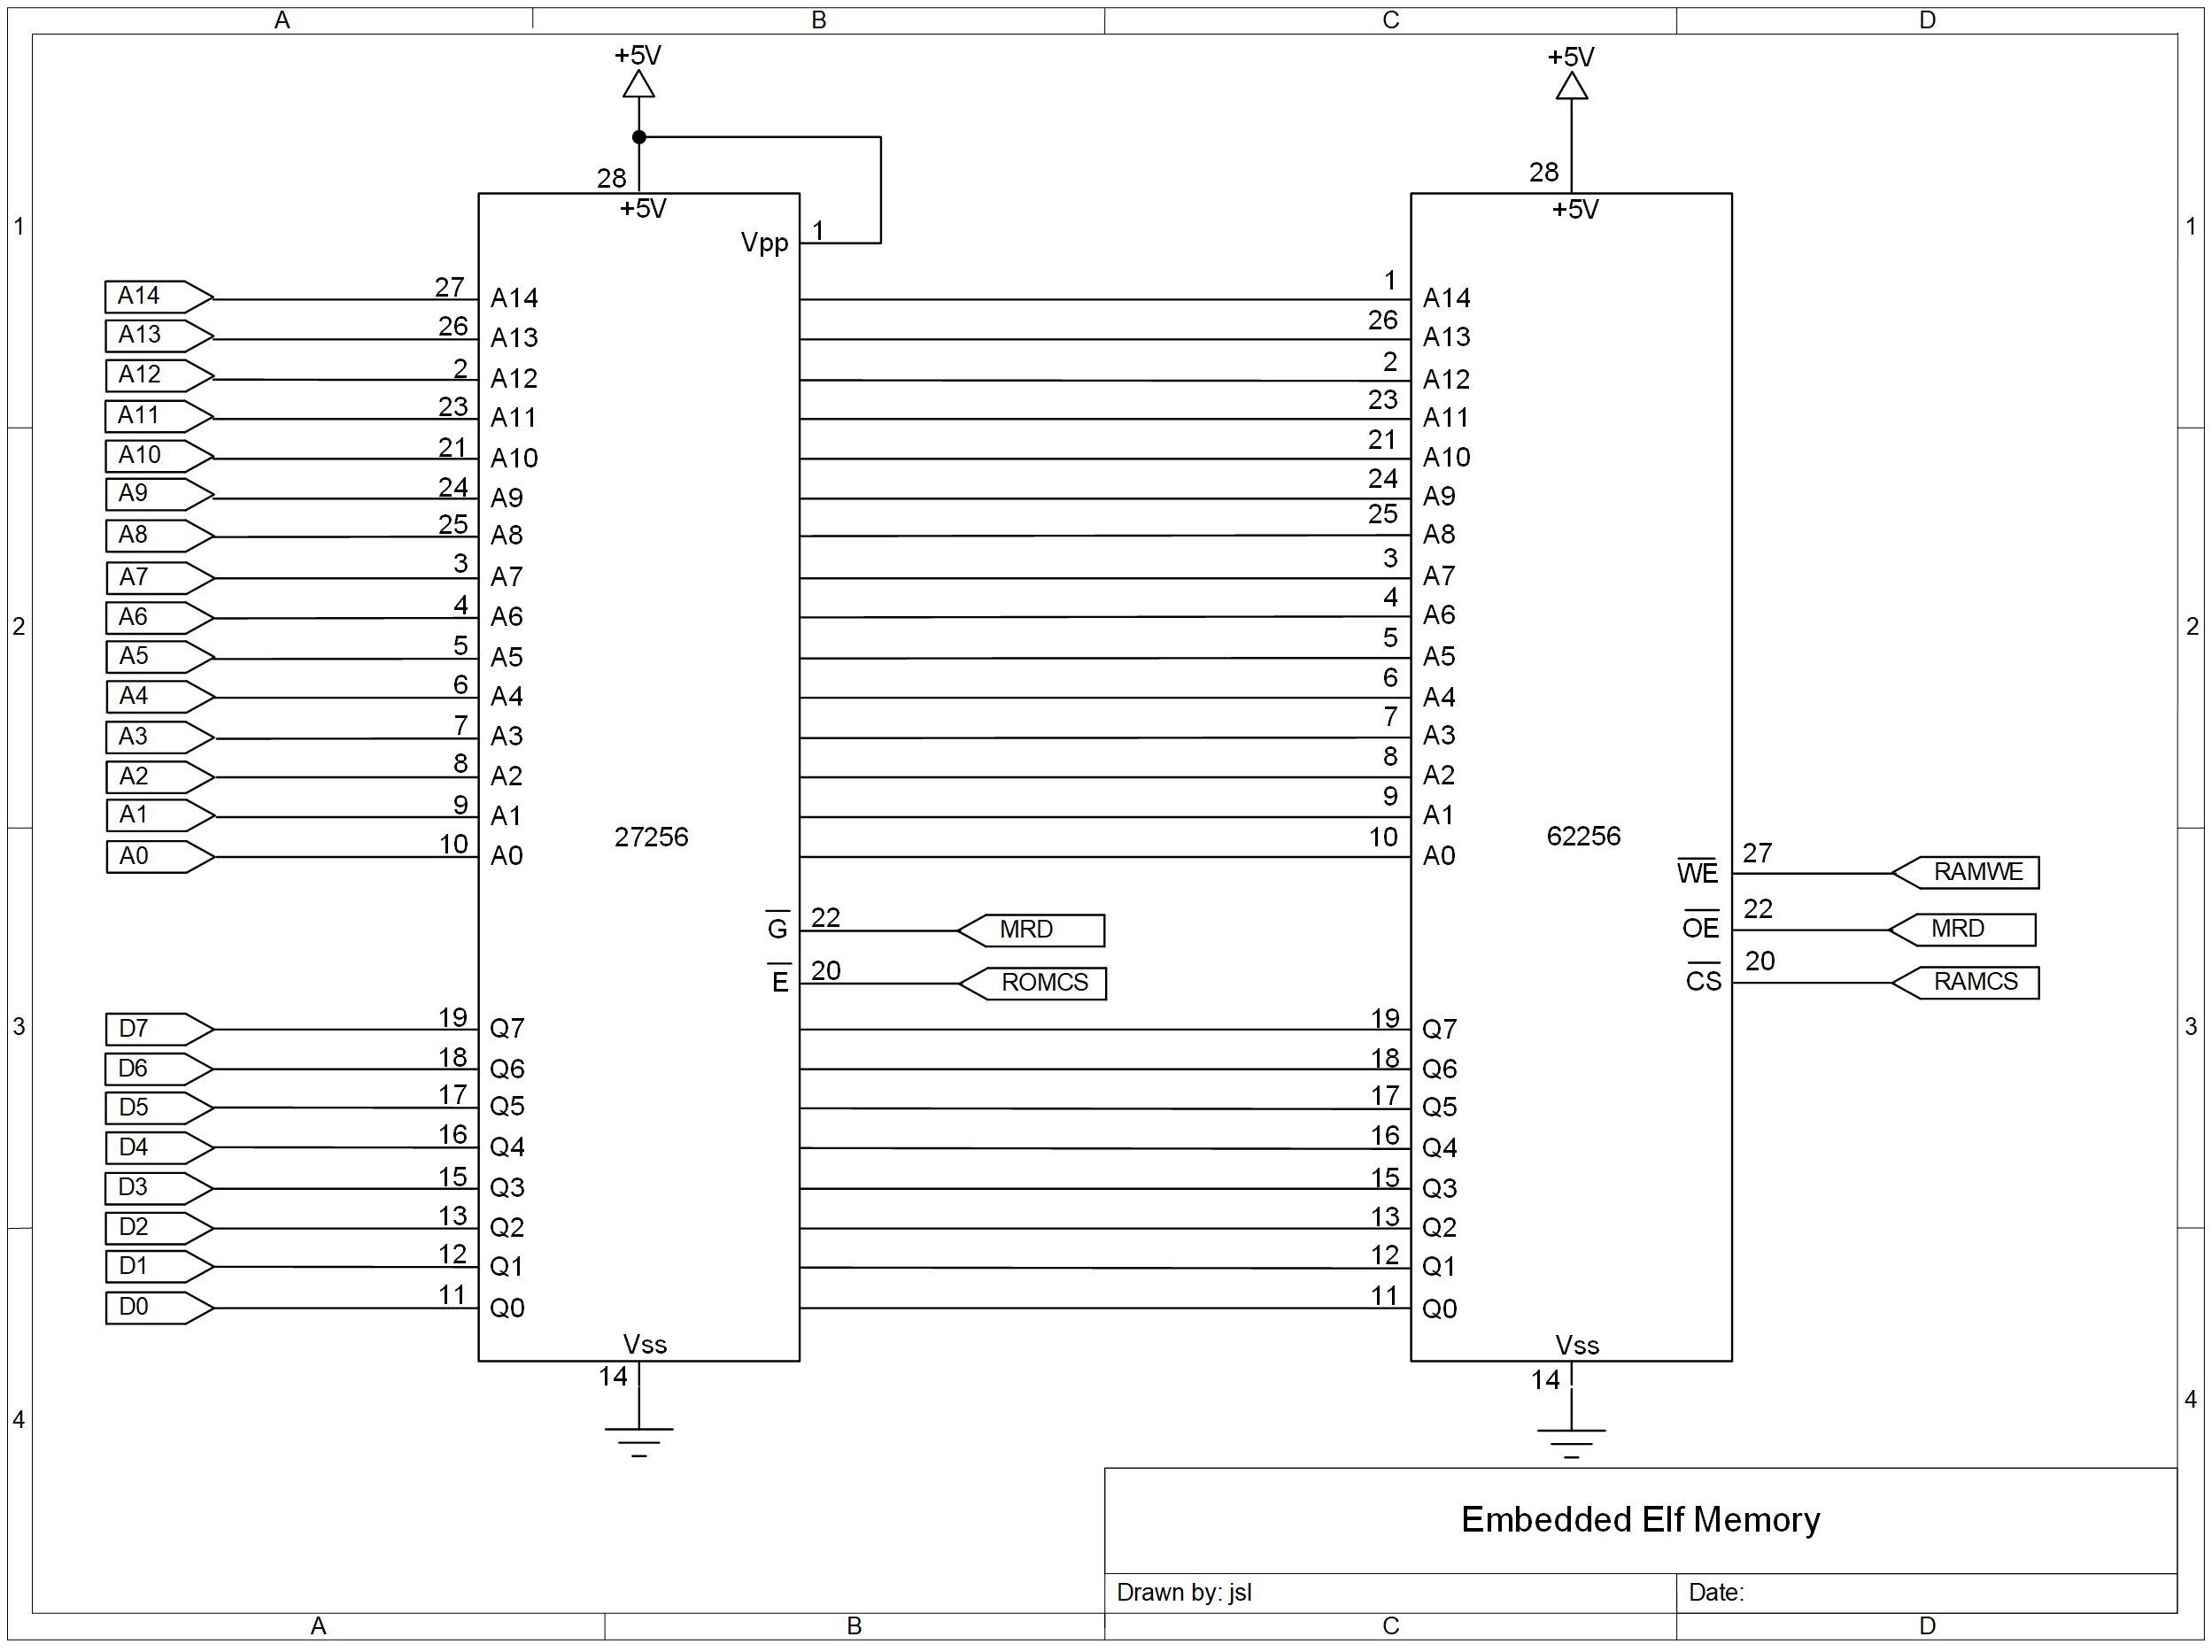 A B C D
+5V +5V
28 28
+5V +5V
1 1
Vpp 1
A14 27 A14 1 A14
A13 26 A13 26 A13
A12 2 A12 2 A12
A11 23 A11 23 A11
A10 21 A10 21 A10
A9 24 A9 24 A9
A8 25 A8 25 A8
A7 3 A7 3 A7
2 A6 4 A6 4 A6 2
A5 5 A5 5 A5
A4 6 A4 6 A4
A3 7 A3 7 A3
A2 8 A2 8 A2
A1 9 A1 9 A1
27256 62256
A0 10 A0 10 A0
WE 27 RAMWE
G 22 MRD OE 22 MRD
E 20 ROMCS CS 20 RAMCS
3 D7 19 Q7 19 Q7 3
D6 18 Q6 18 Q6
D5 17 Q5 17 Q5
D4 16 Q4 16 Q4
D3 15 Q3 15 Q3
D2 13 Q2 13 Q2
D1 12 Q1 12 Q1
D0 11 Q0 11 Q0
Vss Vss
14 14
4 4
Embedded Elf Memory
Drawn by: jsl Date:
A B C D